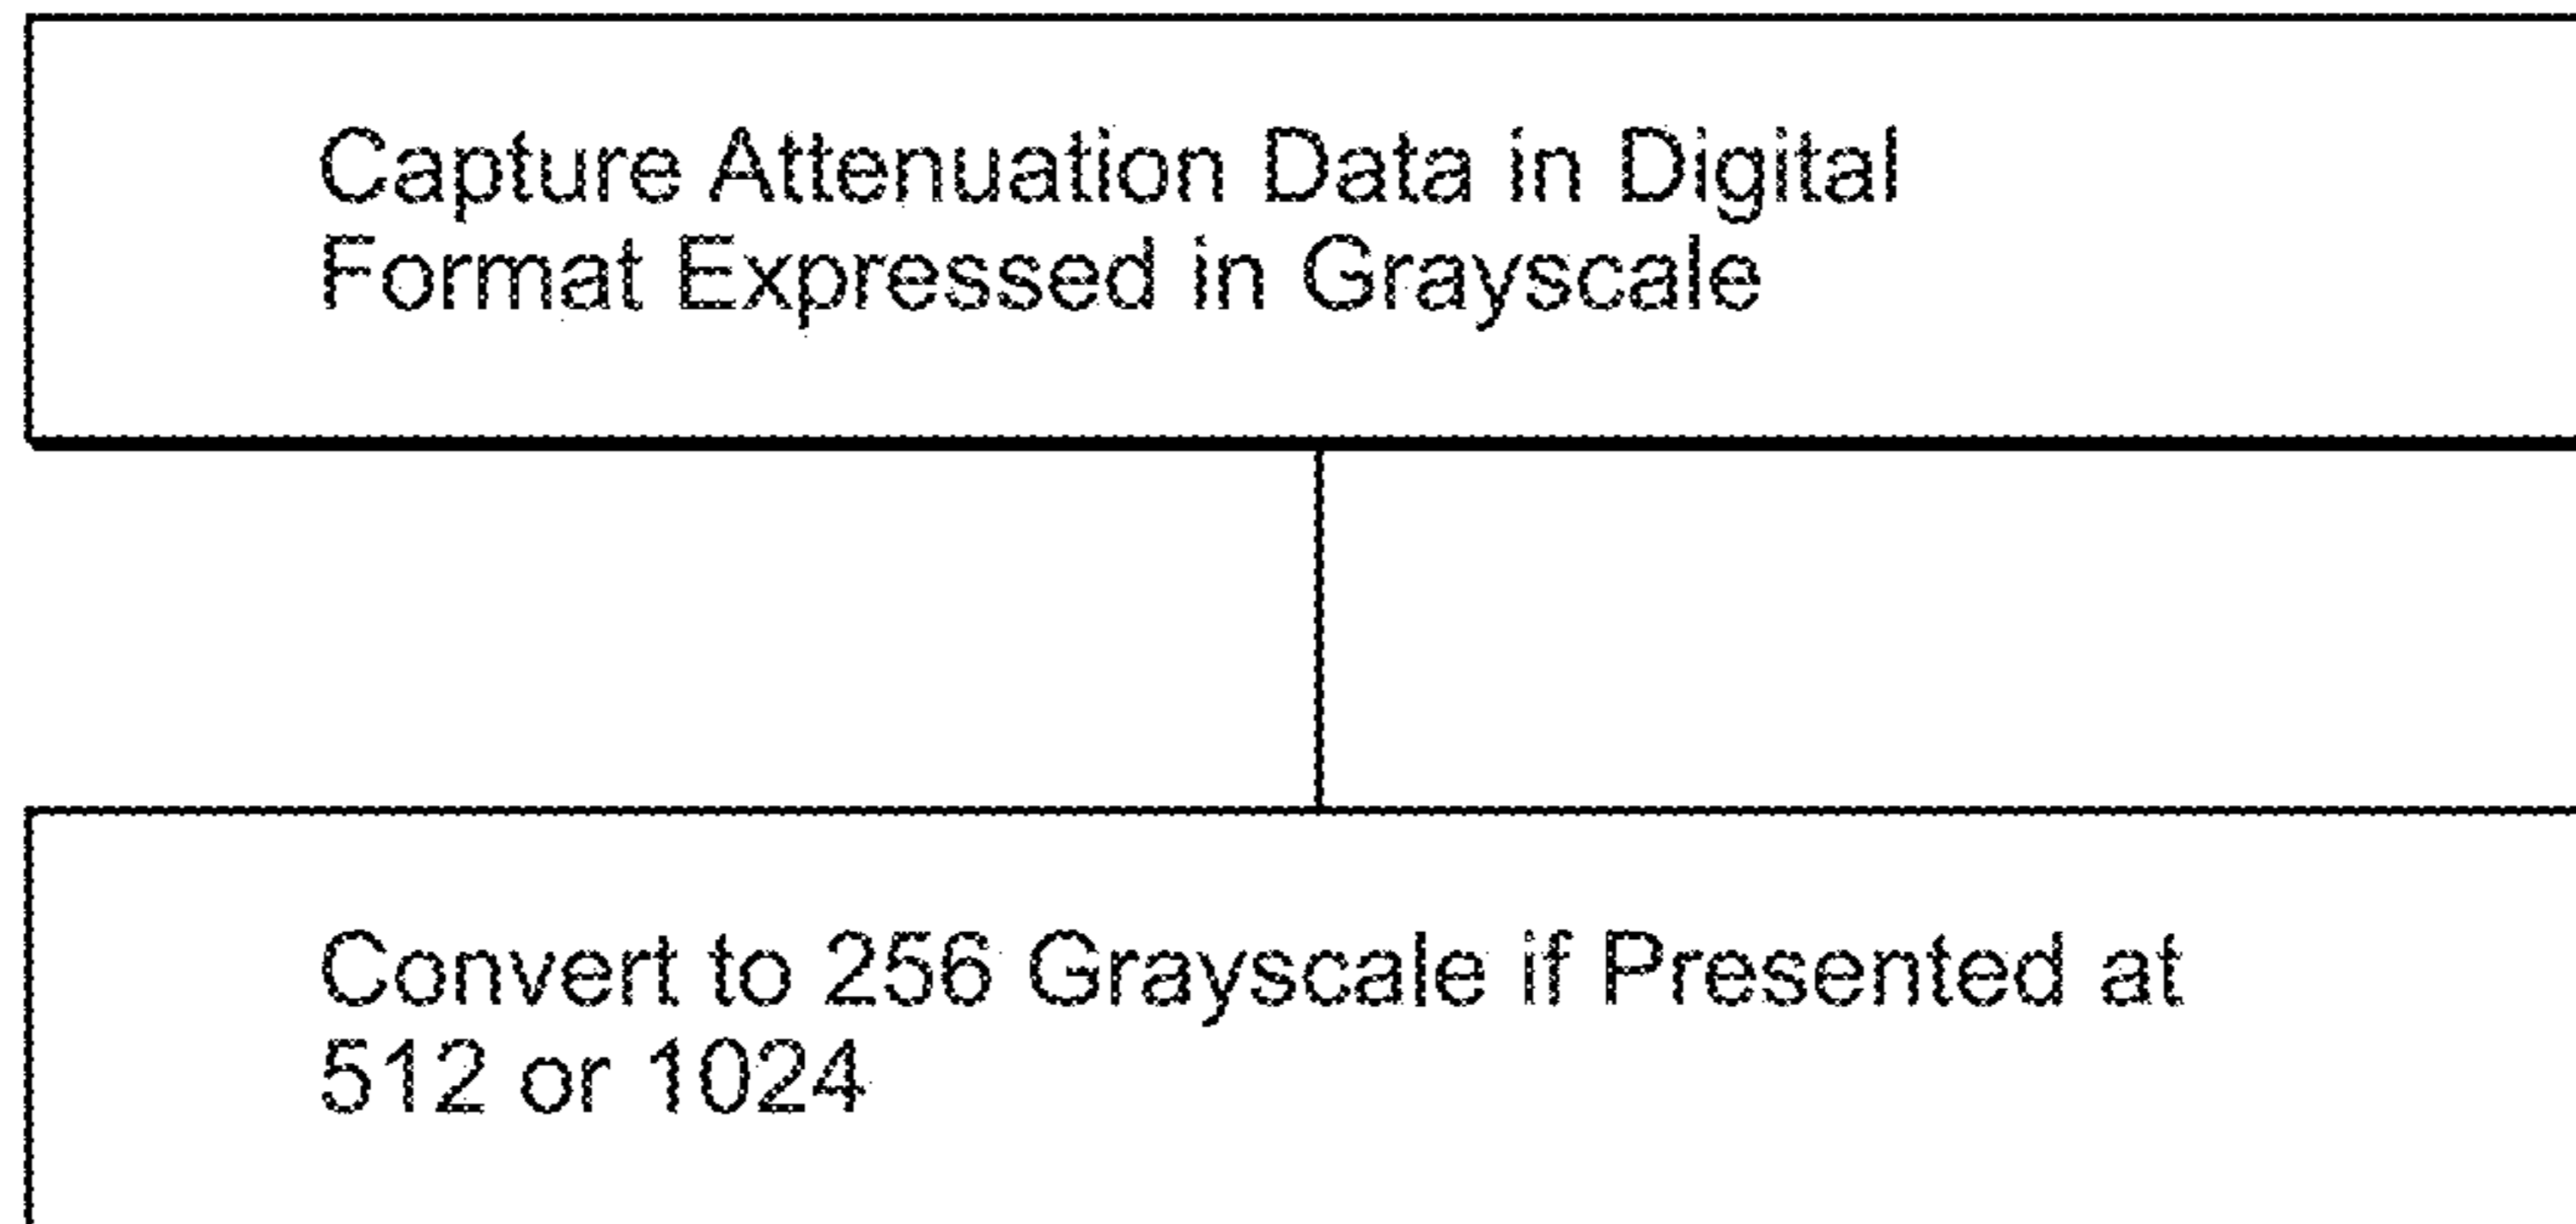 Capture Attenuation Data in Digital
Format Expressed in Grayscale
Convert to 256 Grayscale if Presented at
512 or 1024